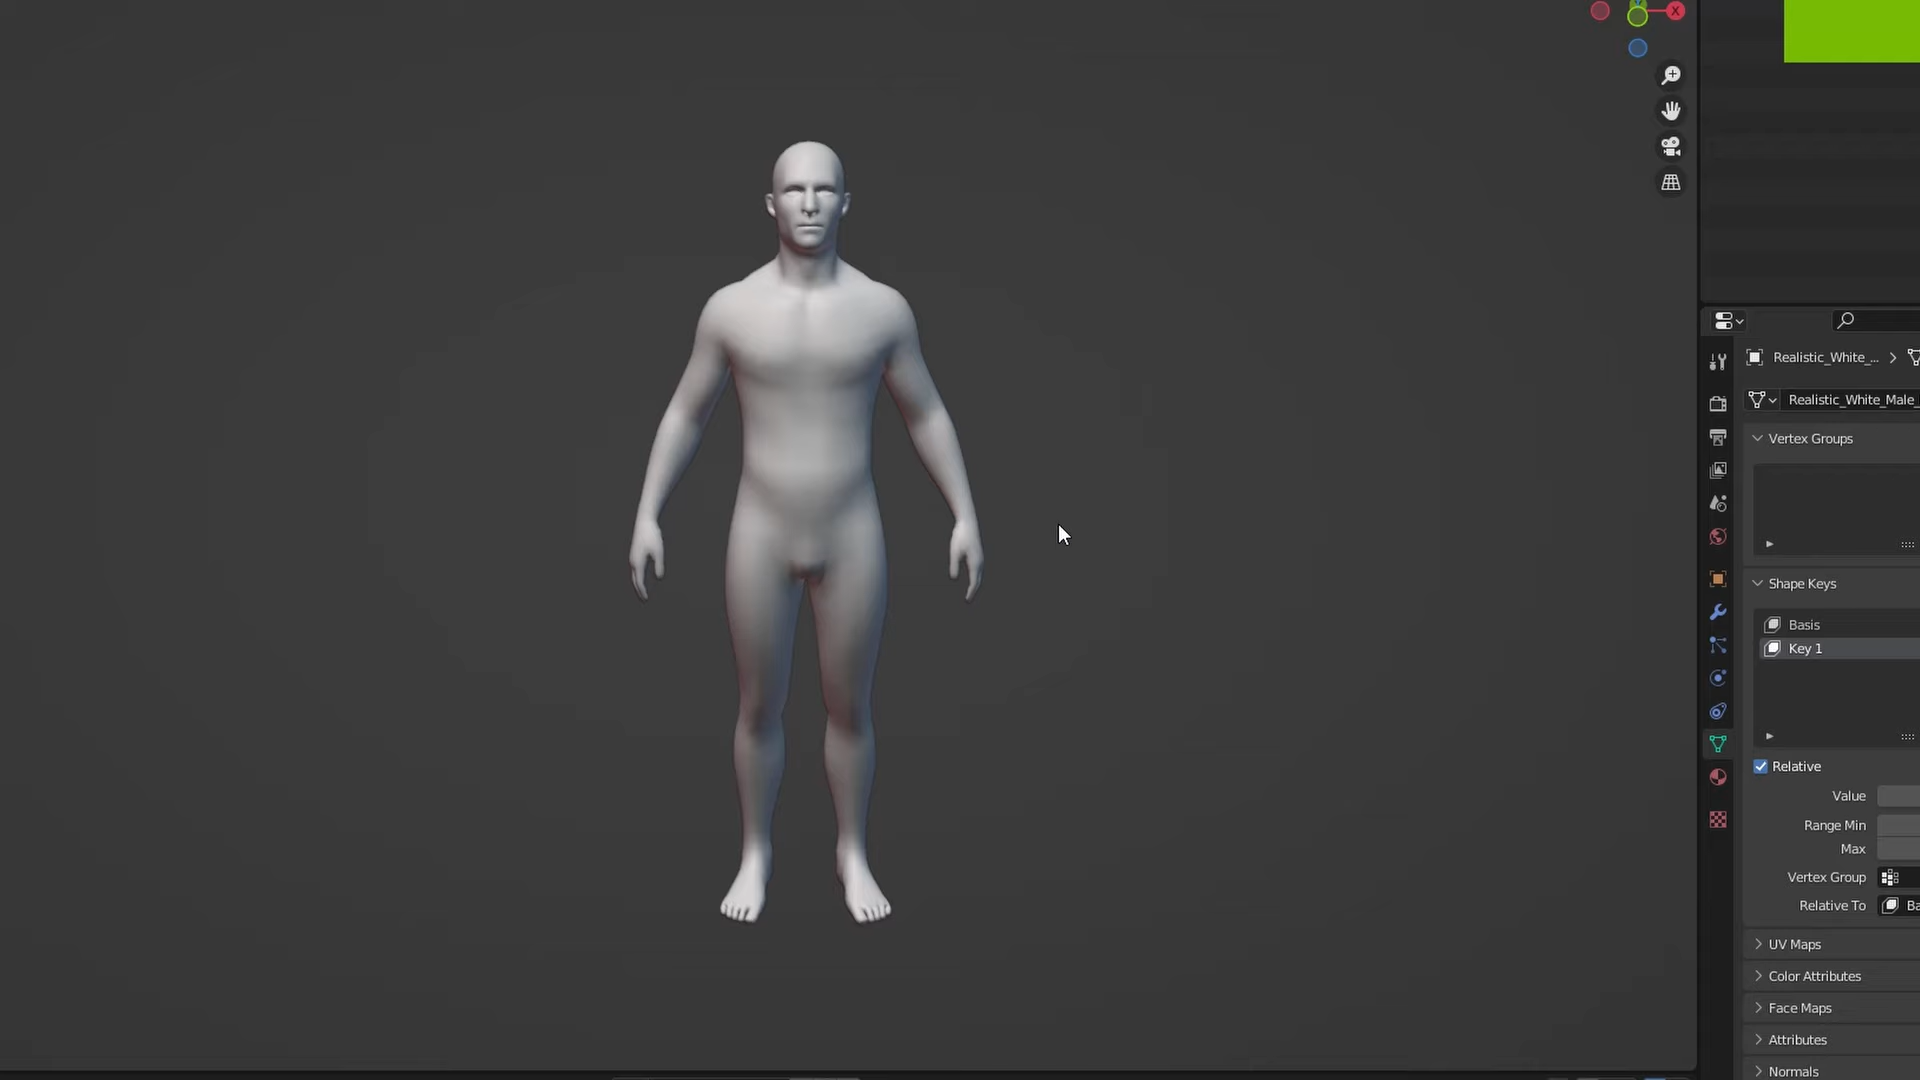 X
Realistic_White_...
Realistic_White_Male_
Vertex Groups
Shape Keys
Basis
Key 1
Relative
Value
Range Min
Max
Vertex Group
Relative To
Ba
UV Maps
Color Attributes
Face Maps
Attributes
Normals